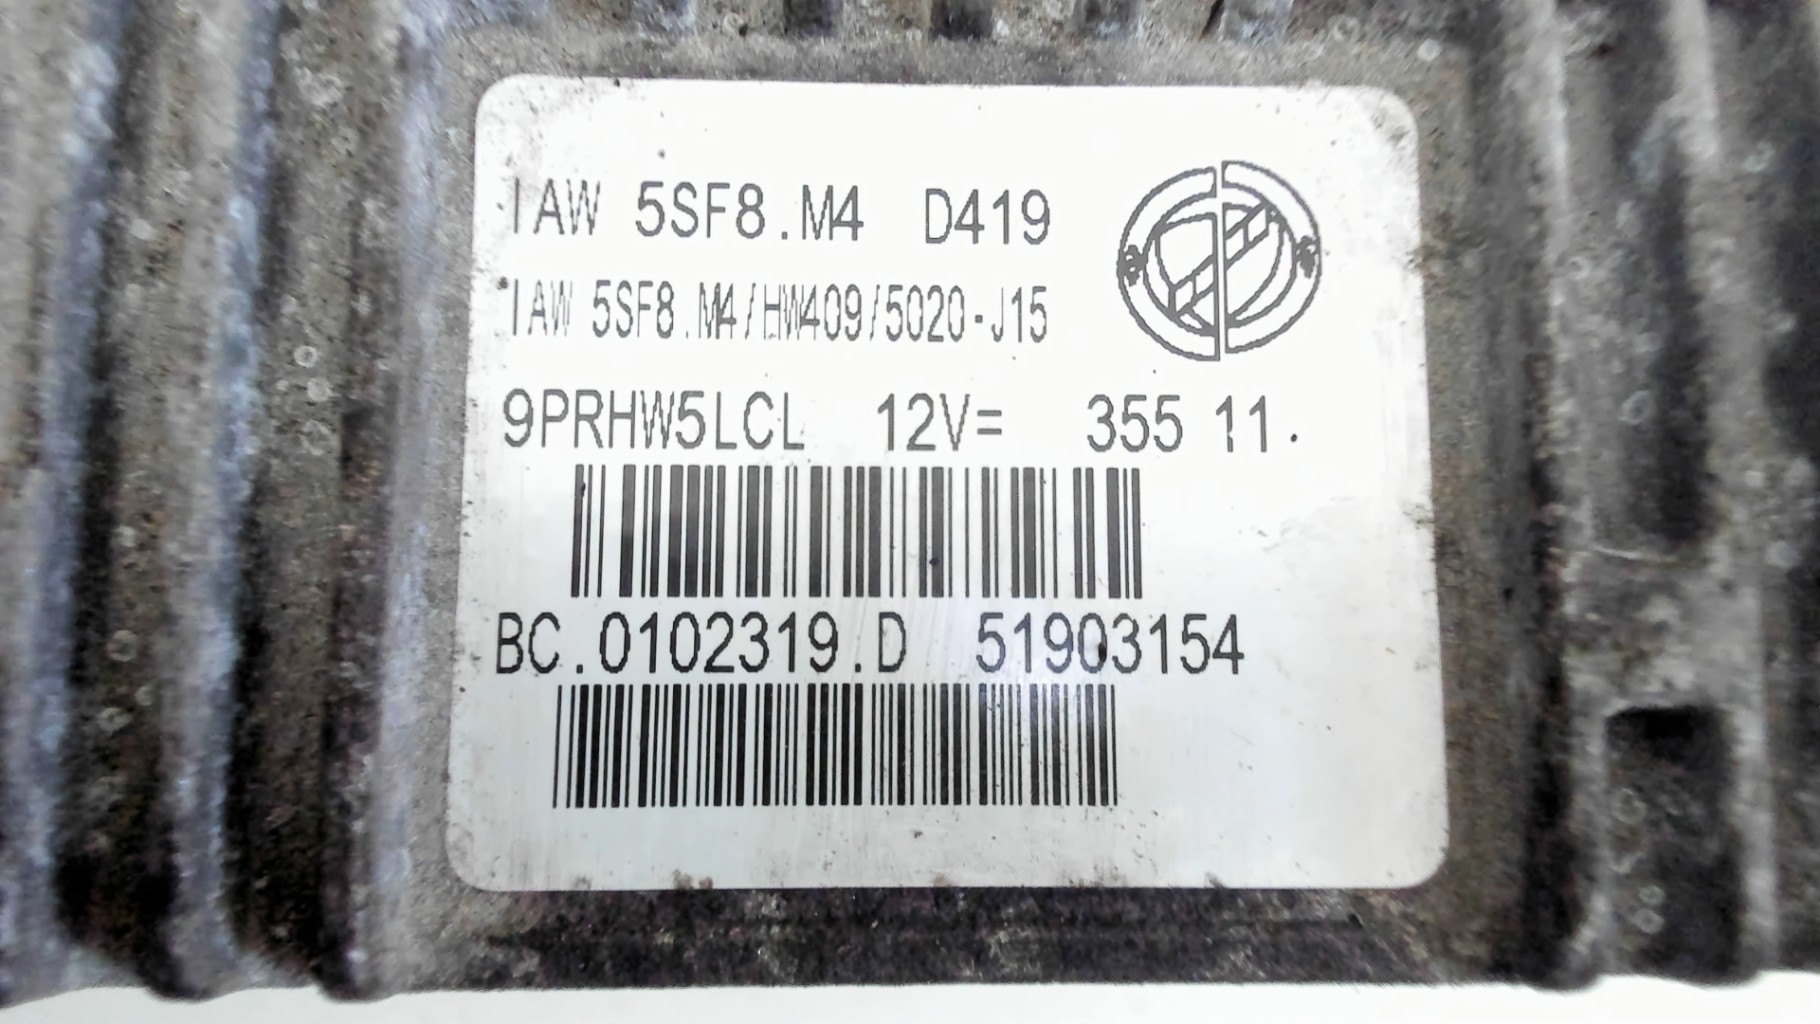 IAW 5SF8.M4 D419
IAW 5SF8.M4/HW409/5020-J15
9PRHW5LCL 12V= 355 11.
BC.0102319.D 51903154